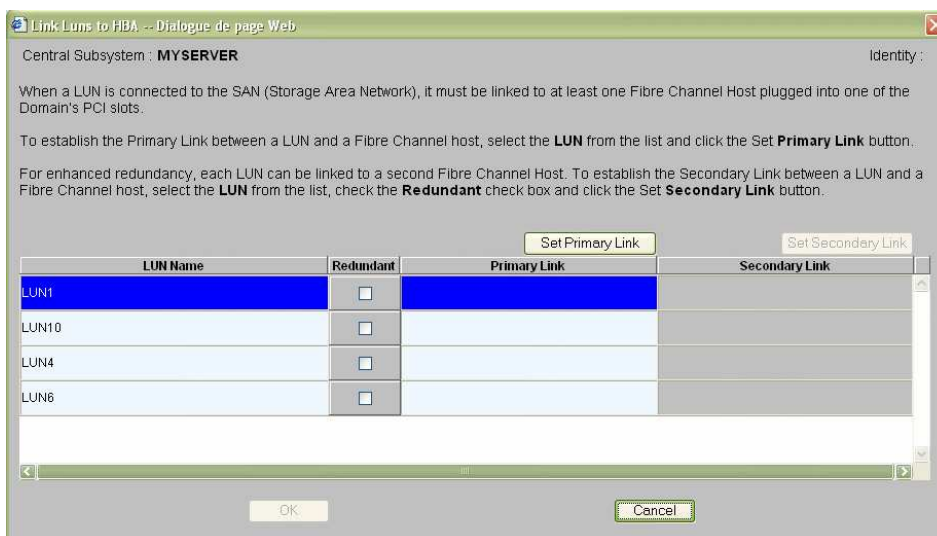 Link Luns to HBA -- Dialogue de page Web
Central Subsystem : MYSERVER Identity :
When a LUN is connected to the SAN (Storage Area Network), it must be linked to at least one Fibre Channel Host plugged into one of the
Domain's PCI slots.
To establish the Primary Link between a LUN and a Fibre Channel host, select the LUN from the list and click the Set Primary Link button.
For enhanced redundancy, each LUN can be linked to a second Fibre Channel Host. To establish the Secondary Link between a LUN and a
Fibre Channel host, select the LUN from the list, check the Redundant check box and click the Set Secondary Link button.
Set Primary Link Set Secondary Link
LUN Name Redundant Primary Link Secondary Link
LUN1
LUN10
LUN4
LUN6
OK Cancel